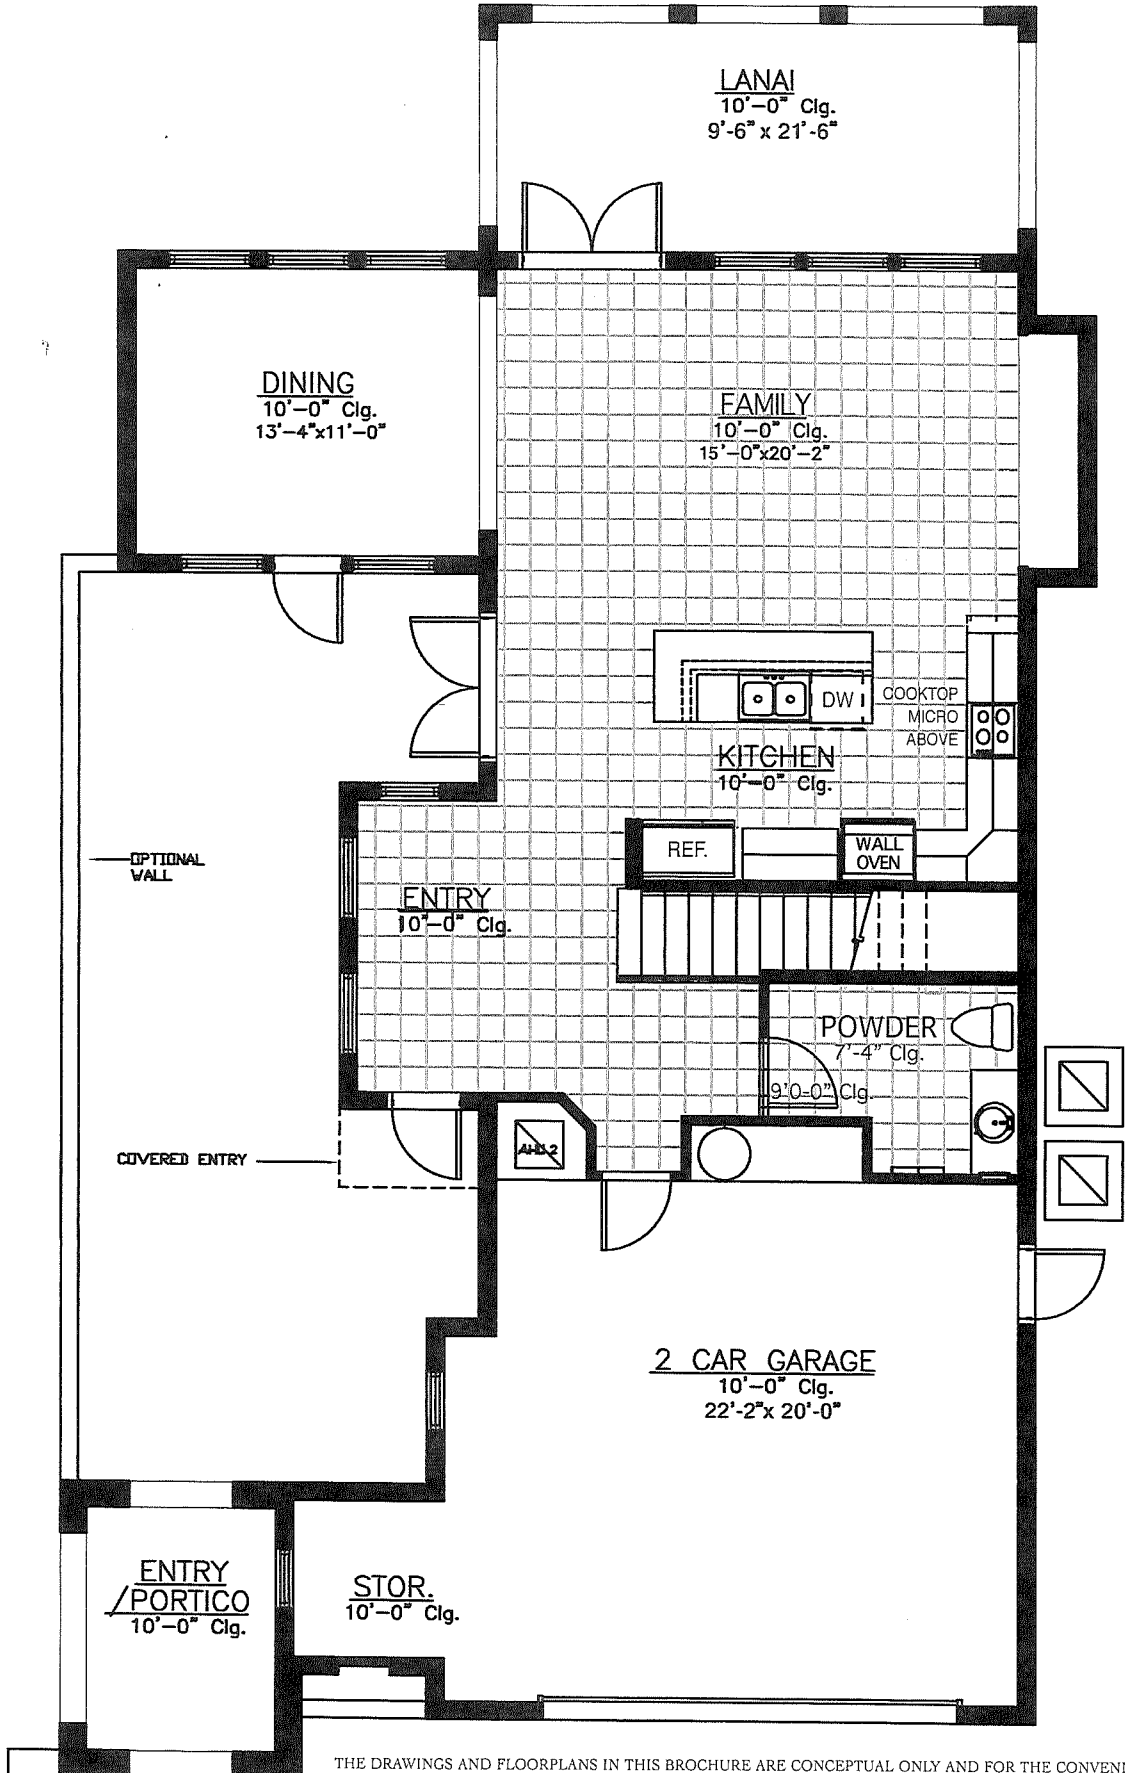 LANAI
10'-0" Clg.
9'-6" x 21'-6"
DINING
10'-0" Clg.
13'-4"x11'-0"
FAMILY
10'-0" Clg.
15'-0"x20'-2"
DW
COOKTOP
MICRO
ABOVE
KITCHEN
10'-0" Clg.
REF.
WALL
OVEN
OPTIONAL
WALL
ENTRY
10'-0" Clg.
POWDER
7'-4" Clg.
9'0-0" Clg.
AHU 2
COVERED ENTRY
2 CAR GARAGE
10'-0" Clg.
22'-2"x 20'-0"
ENTRY
/PORTICO
10'-0" Clg.
STOR.
10'-0" Clg.
THE DRAWINGS AND FLOORPLANS IN THIS BROCHURE ARE CONCEPTUAL ONLY AND FOR THE CONVENI